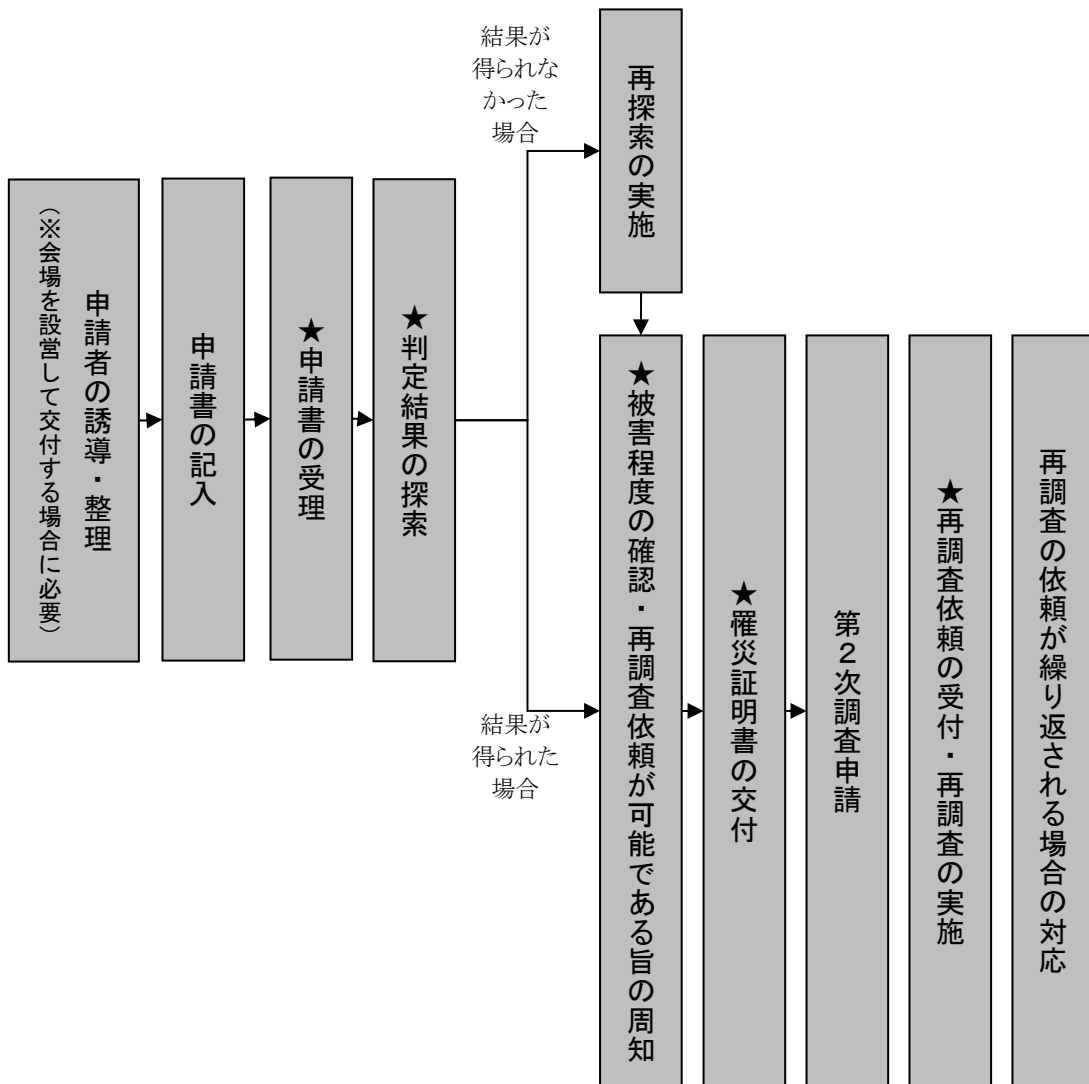 申請者の誘導・整理
(※会場を設営して交付する場合に必要)
申請書の記入
★申請書の受理
★判定結果の探索
結果が
得られな
かった
場合
再探索の実施
結果が
得られた
場合
★被害程度の確認・再調査依頼が可能である旨の周知
★罹災証明書の交付
第2次調査申請
★再調査依頼の受付・再調査の実施
再調査の依頼が繰り返される場合の対応